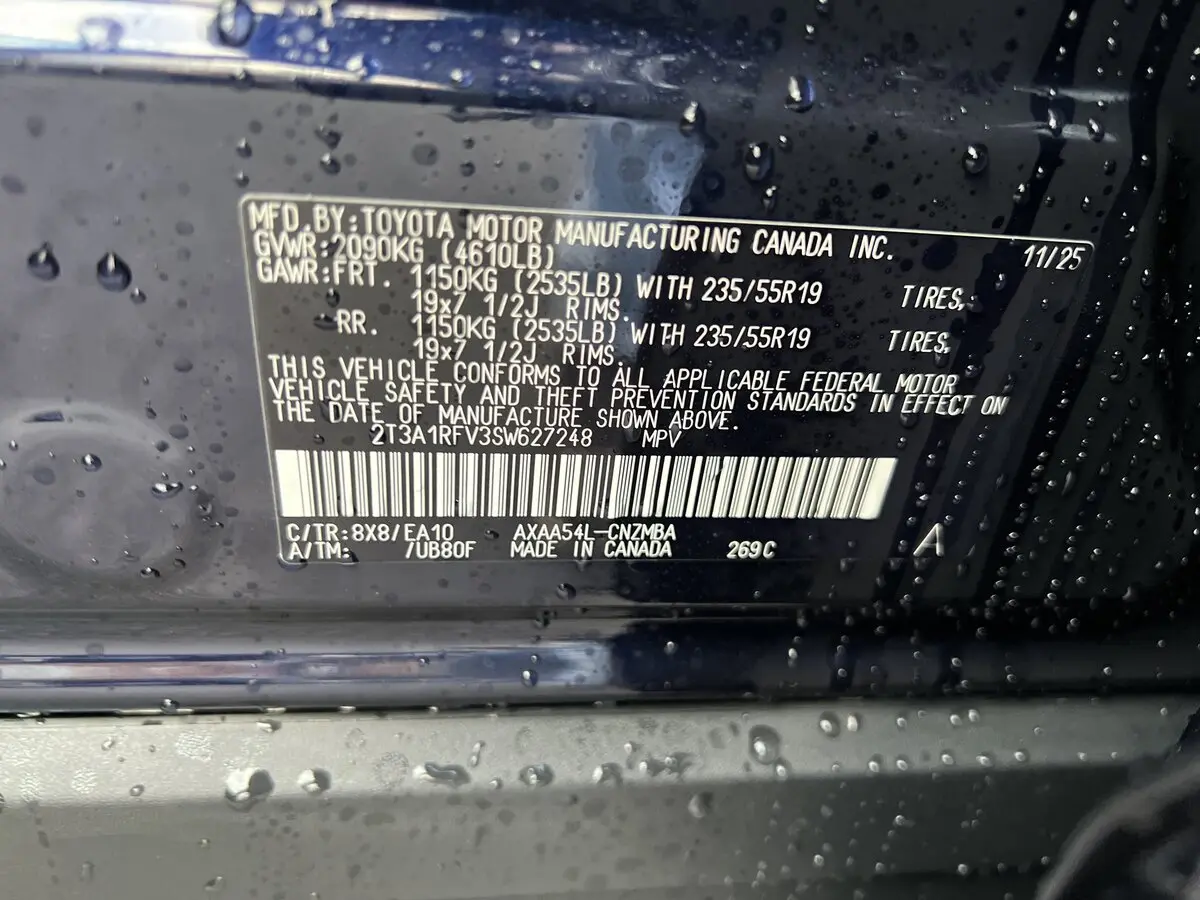 MFD. BY: TOYOTA MOTOR MANUFACTURING CANADA INC. 11/25
GVWR: 2090KG (4610LB)
GAWR: FRT. 1150KG (2535LB) WITH 235/55R19 TIRES,
19x7 1/2J RIMS.
RR. 1150KG (2535LB) WITH 235/55R19 TIRES,
19x7 1/2J RIMS.
THIS VEHICLE CONFORMS TO ALL APPLICABLE FEDERAL MOTOR
VEHICLE SAFETY AND THEFT PREVENTION STANDARDS IN EFFECT ON
THE DATE OF MANUFACTURE SHOWN ABOVE.
2T3A1RFV3SW627248 MPV
C/TR: 8X8/EA10 AXAA54L-CNZMBA A
A/TM: /UB80F MADE IN CANADA 269C